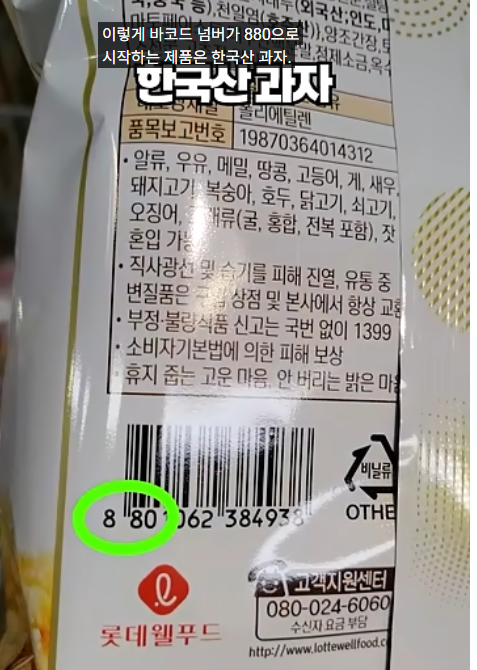 이렇게 바코드 넘버가 880으로
시작하는 제품은 한국산 과자.
한국산 과자
폴리에틸렌
품목보고번호 19870364014312
• 알류, 우유, 메밀, 땅콩, 고등어, 게, 새우,
돼지고기, 복숭아, 호두, 닭고기, 쇠고기,
오징어, 조개류(굴, 홍합, 전복 포함), 잣
혼입 가능
• 직사광선 및 습기를 피해 진열, 유통 중
변질품은 구입 상점 및 본사에서 항상 교환
• 부정·불량식품 신고는 국번 없이 1399
• 소비자기본법에 의한 피해 보상
• 휴지 줍는 고운 마음, 안 버리는 밝은
비닐류
OTHE
8 801062 384938
롯데웰푸드
고객지원센터
080-024-6060
수신자 요금 부담
http://www.lottewellfood.co